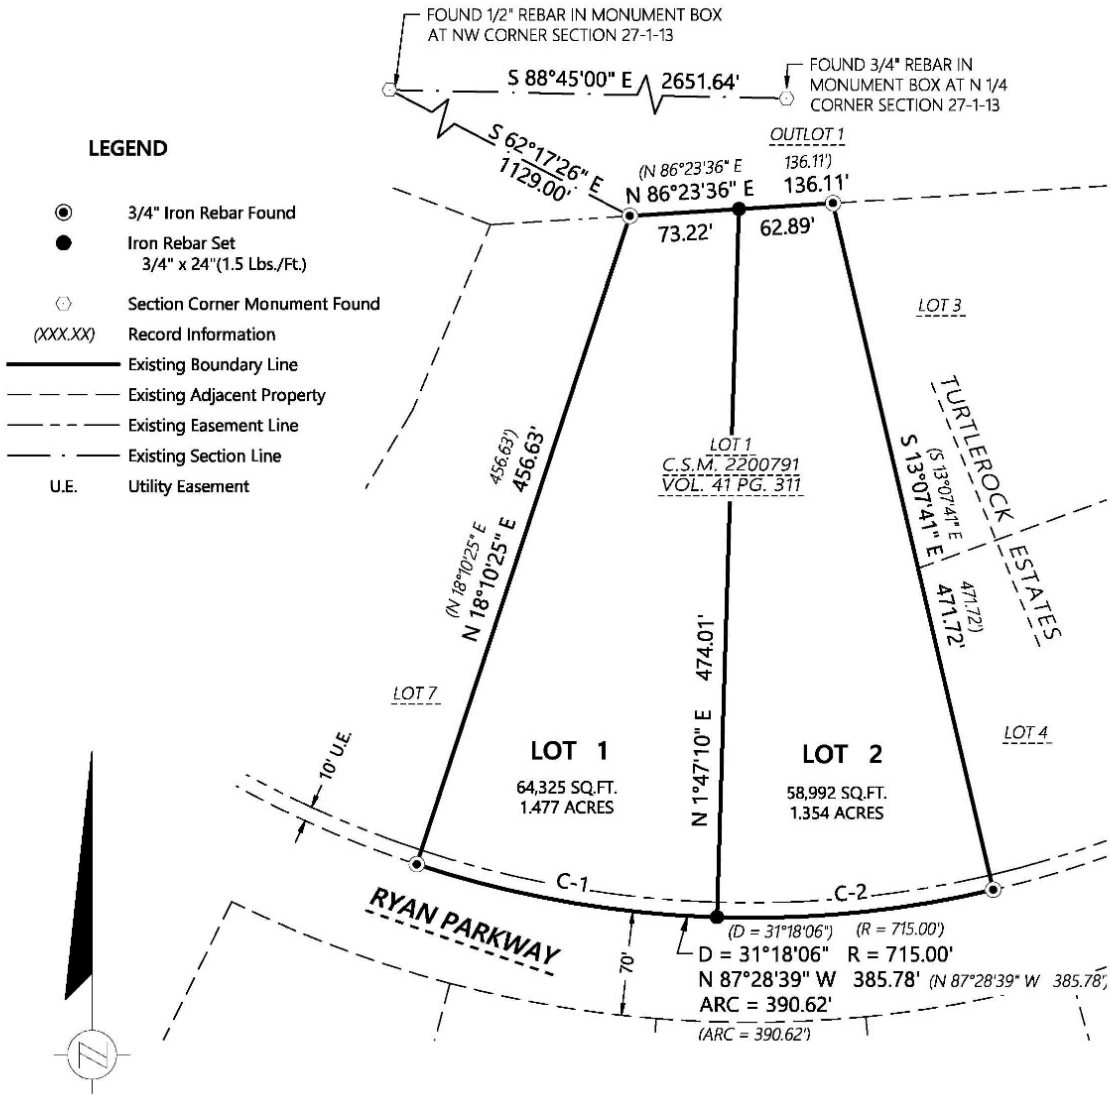 FOUND 1/2" REBAR IN MONUMENT BOX
AT NW CORNER SECTION 27-1-13
FOUND 3/4" REBAR IN
MONUMENT BOX AT N 1/4
CORNER SECTION 27-1-13
S 88°45'00" E 2651.64'
S 62°17'26" E
1129.00'
OUTLOT 1
(N 86°23'36" E 136.11')
N 86°23'36" E 136.11'
73.22'
62.89'
LEGEND
3/4" Iron Rebar Found
Iron Rebar Set
3/4" x 24"(1.5 Lbs./Ft.)
Section Corner Monument Found
(XXX.XX) Record Information
Existing Boundary Line
Existing Adjacent Property
Existing Easement Line
Existing Section Line
U.E. Utility Easement
LOT 3
TURTLEROCK ESTATES
LOT 1
C.S.M. 2200791
VOL. 41 PG. 311
(N 18°10'25" E 456.63')
N 18°10'25" E 456.63'
(S 13°07'41" E 471.72')
S 13°07'41" E 471.72'
N 1°47'10" E 474.01'
LOT 7
LOT 4
10' U.E.
LOT 1
64,325 SQ.FT.
1.477 ACRES
LOT 2
58,992 SQ.FT.
1.354 ACRES
C-1
C-2
RYAN PARKWAY
70'
(D = 31°18'06") (R = 715.00')
D = 31°18'06" R = 715.00'
N 87°28'39" W 385.78' (N 87°28'39" W 385.78'
ARC = 390.62'
(ARC = 390.62')
N